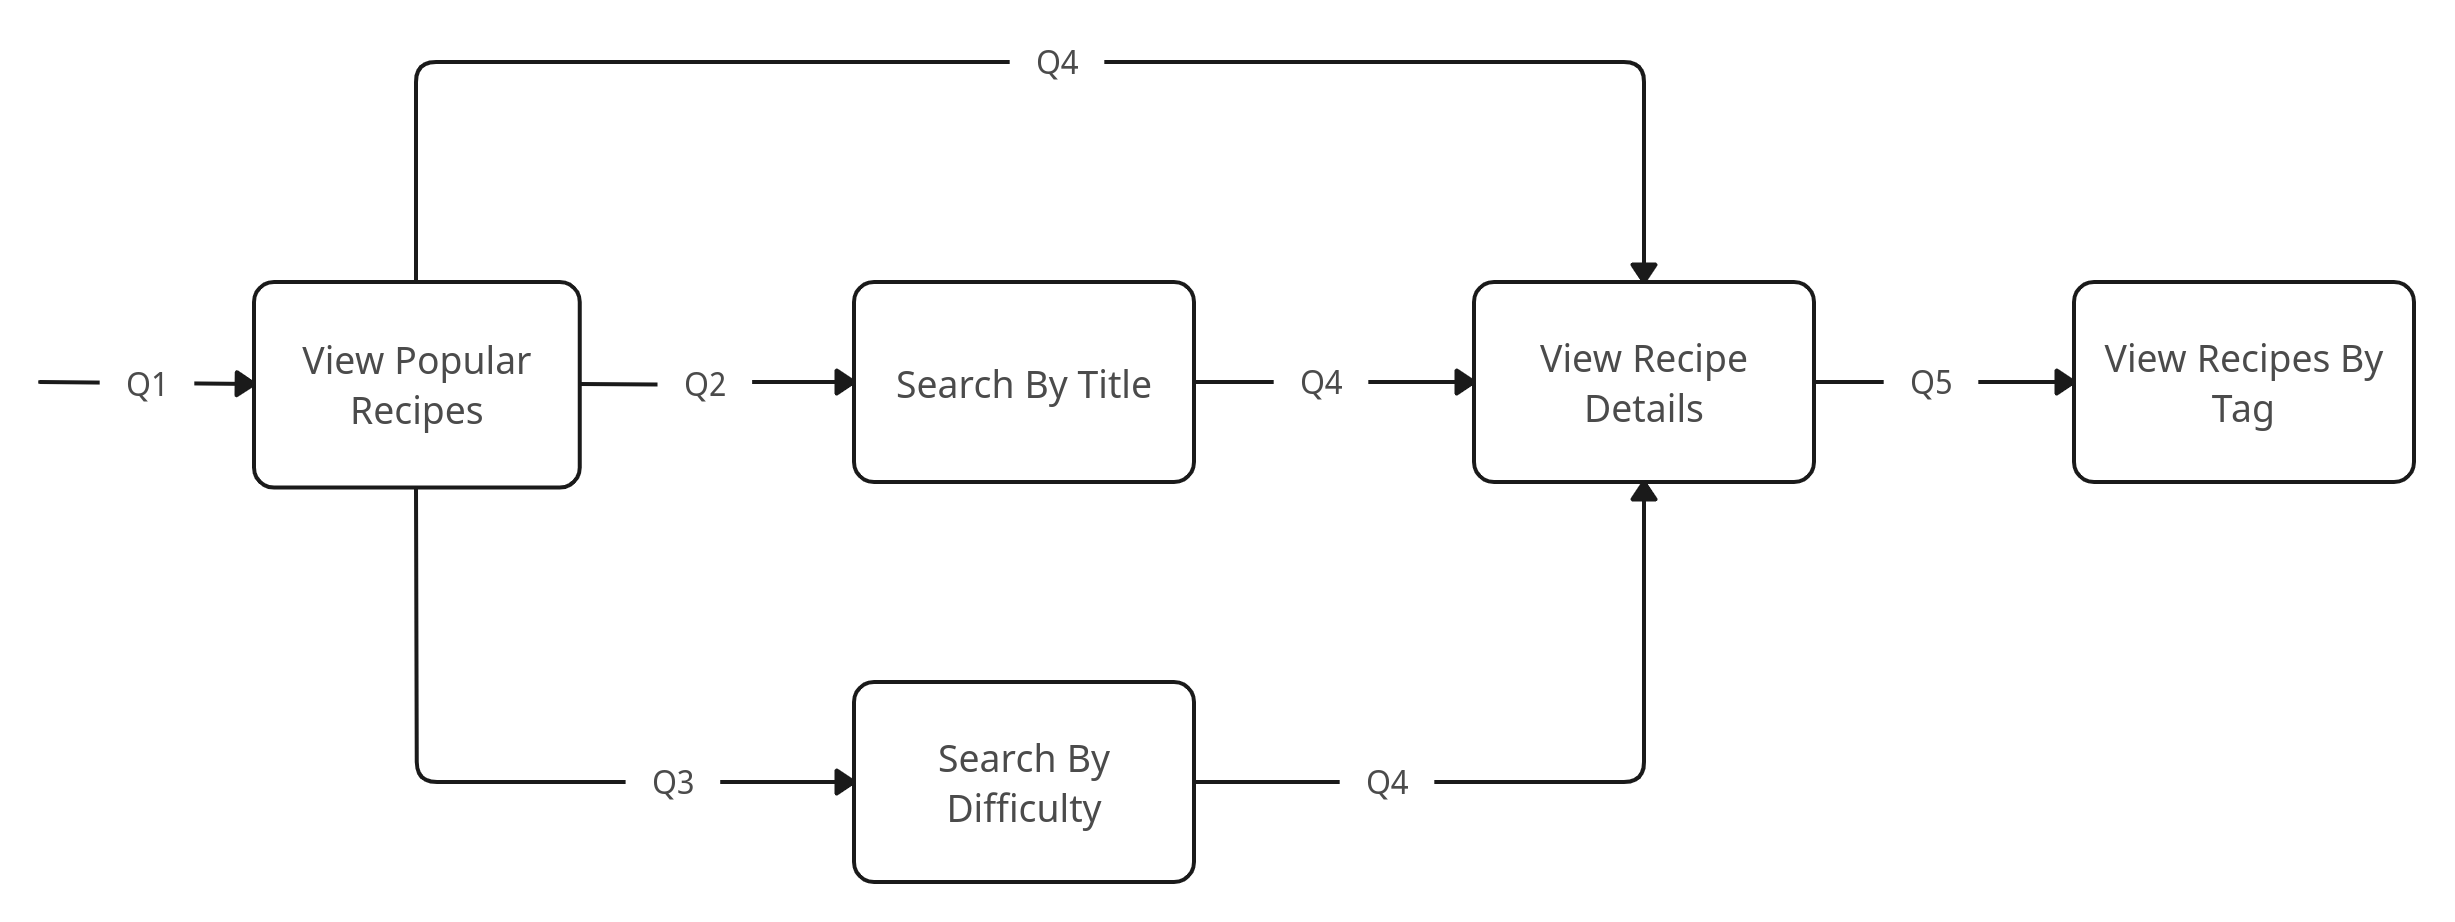 Q4
Q1
View Popular
Recipes
Q2
Search By Title
Q4
View Recipe
Details
Q5
View Recipes By
Tag
Q3
Search By
Difficulty
Q4